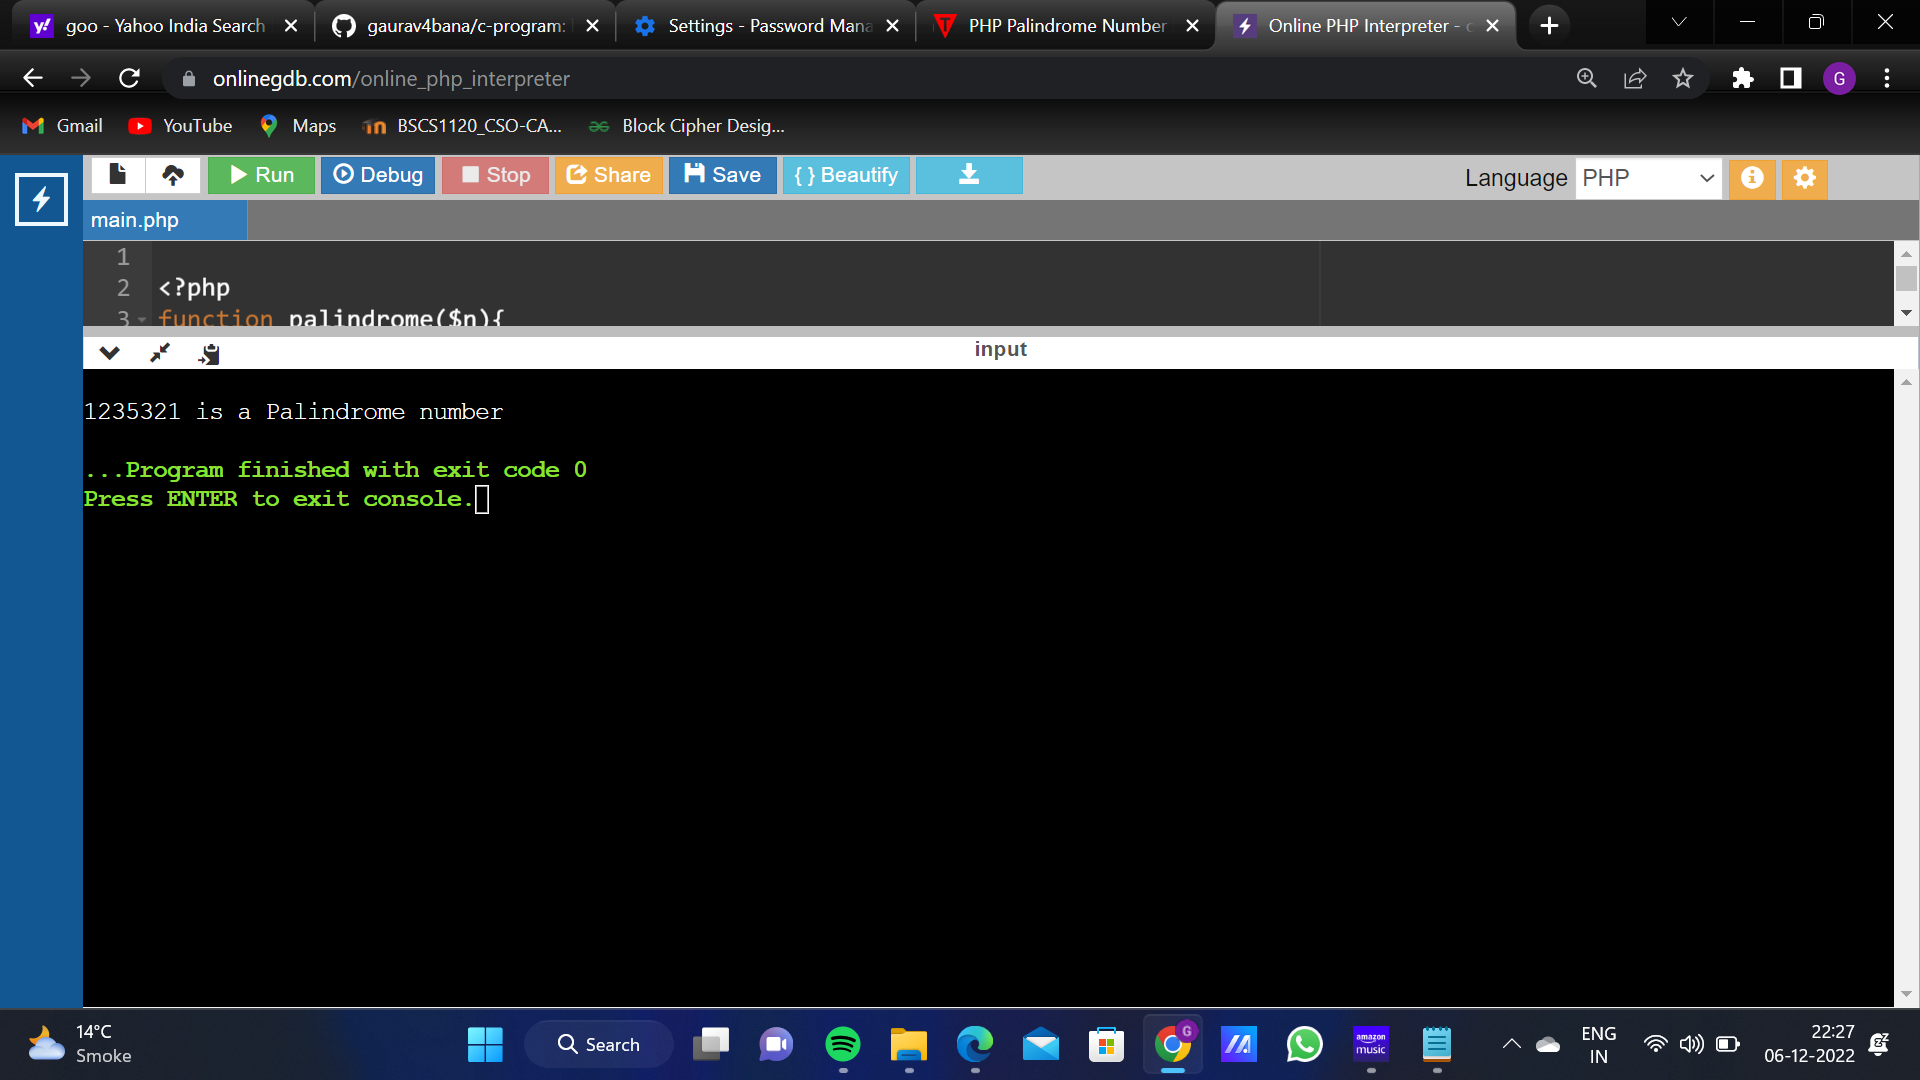 goo - Yahoo India Search
gaurav4bana/c-program:
Settings - Password Mana
PHP Palindrome Number
Online PHP Interpreter -
onlinegdb.com/online_php_interpreter
G
Gmail
YouTube
Maps
BSCS1120_CSO-CA...
Block Cipher Desig...
Run
Debug
Stop
Share
Save
{ } Beautify
Language
PHP
main.php
1
2 <?php
3 function palindrome($n){
input
1235321 is a Palindrome number
...Program finished with exit code 0
Press ENTER to exit console.
14°C
Smoke
Search
G
amazon
music
ENG
IN
22:27
06-12-2022